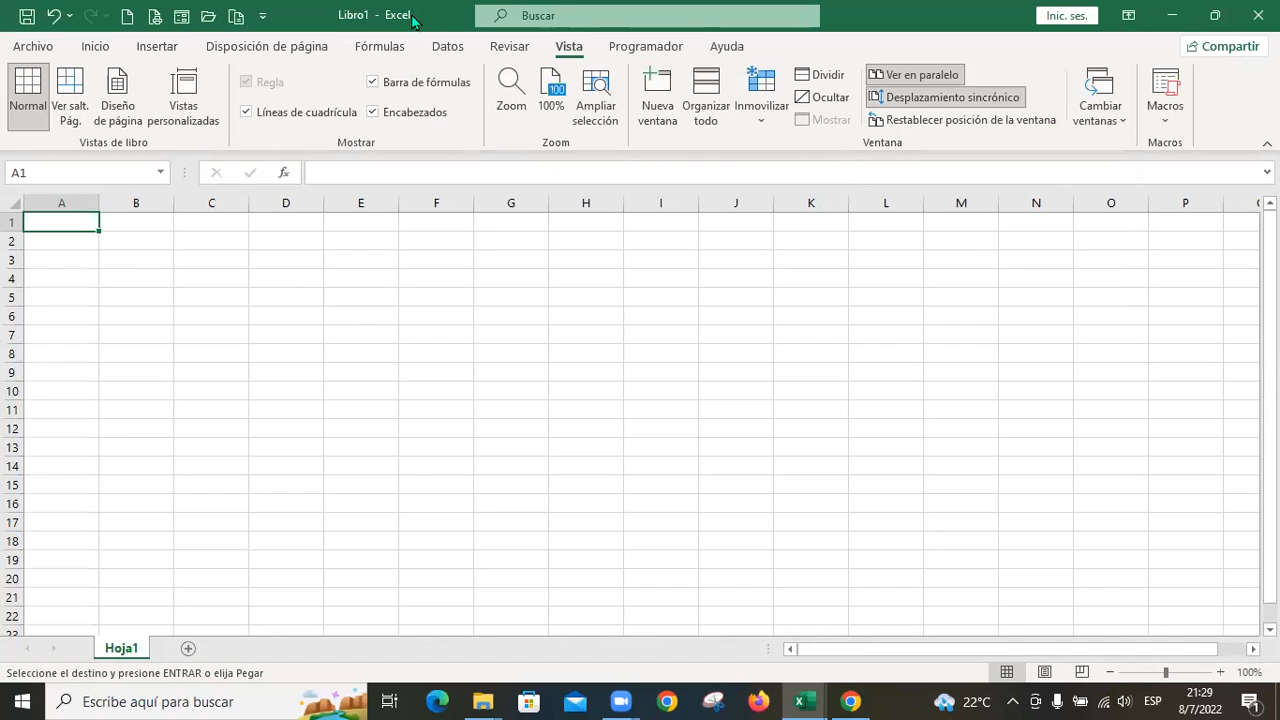 Libro1 - Excel
Buscar
Inic. ses.
Archivo
Inicio
Insertar
Disposición de página
Fórmulas
Datos
Revisar
Vista
Programador
Ayuda
Compartir
Normal
Ver salt. Pág.
Diseño de página
Vistas personalizadas
Vistas de libro
Regla
Barra de fórmulas
Líneas de cuadrícula
Encabezados
Mostrar
Zoom
100
100%
Ampliar selección
Zoom
Nueva ventana
Organizar todo
Inmovilizar
Dividir
Ocultar
Mostrar
Ver en paralelo
Desplazamiento sincrónico
Restablecer posición de la ventana
Ventana
Cambiar ventanas
Macros
Macros
A1
fx
A B C D E F G H I J K L M N O P
1
2
3
4
5
6
7
8
9
10
11
12
13
14
15
16
17
18
19
20
21
22
23
Hoja1
Seleccione el destino y presione ENTRAR o elija Pegar
100%
Escribe aquí para buscar
22°C
ESP
21:29
8/7/2022
1